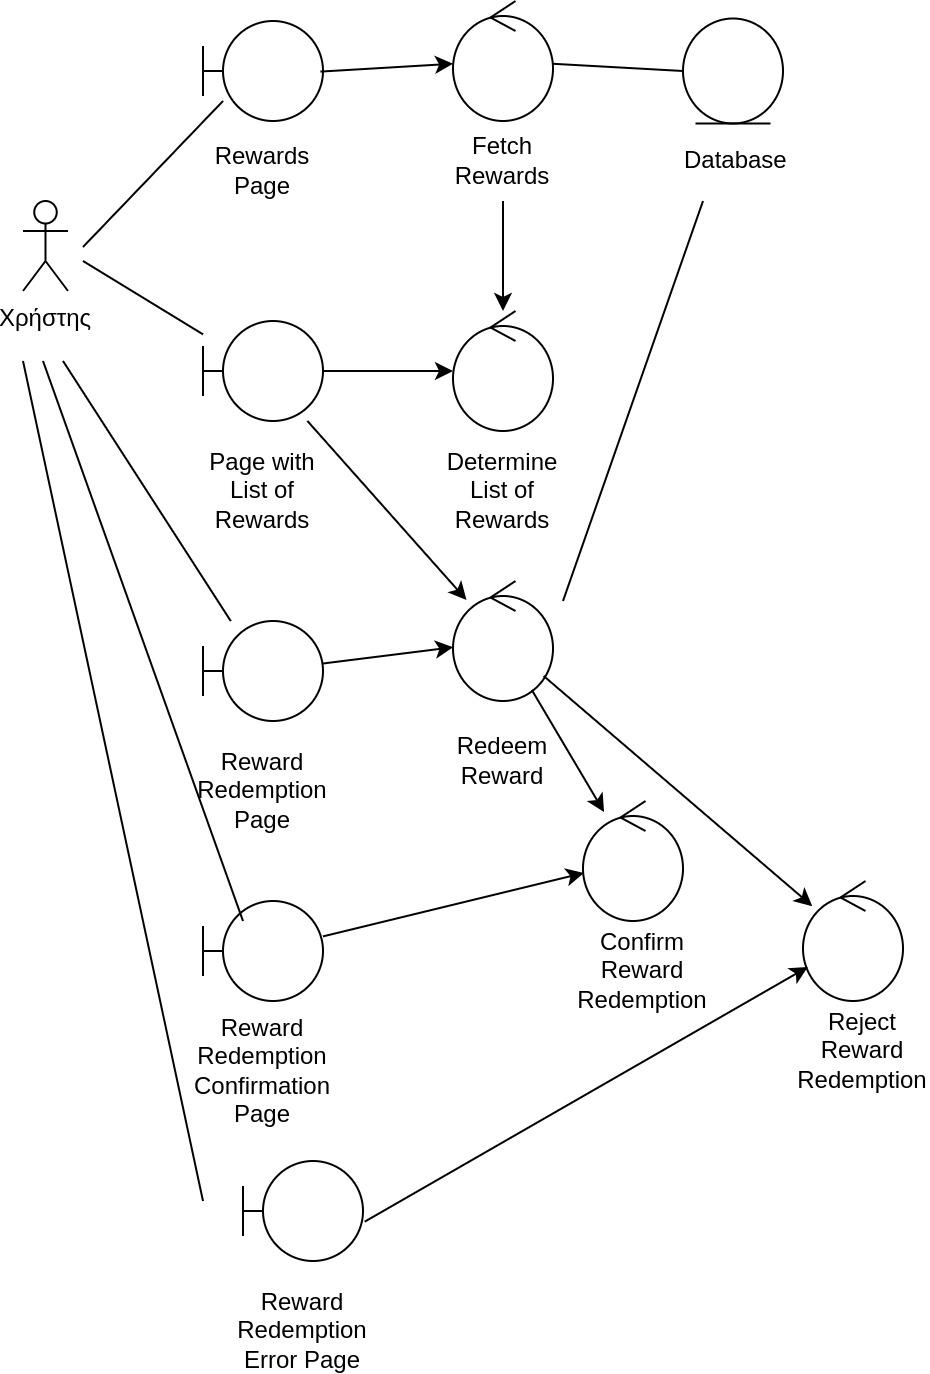 Rewards
Page
Fetch
Rewards
Database
Χρήστης
Page with
List of
Rewards
Determine
List of
Rewards
Reward
Redemption
Page
Redeem
Reward
Confirm
Reward
Redemption
Reward
Redemption
Confirmation
Page
Reject
Reward
Redemption
Reward
Redemption
Error Page